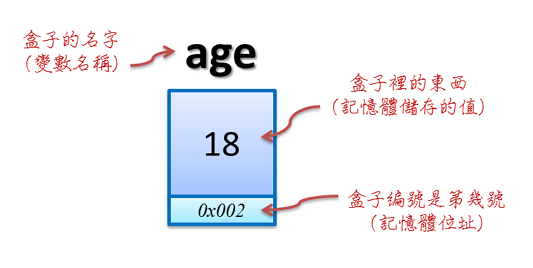 盒子的名字
(變數名稱)
age
盒子裡的東西
(記憶體儲存的值)
18
盒子編號是第幾號
(記憶體位址)
0x002